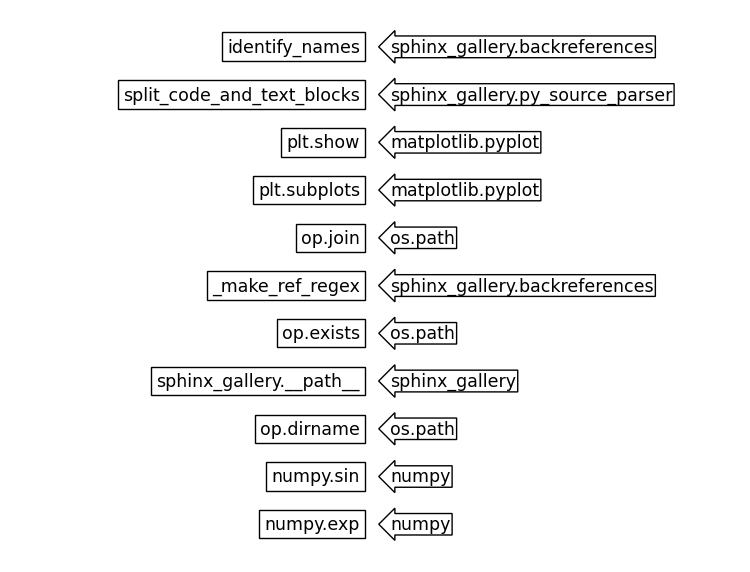 identify_names sphinx_gallery.backreferences
split_code_and_text_blocks sphinx_gallery.py_source_parser
plt.show matplotlib.pyplot
plt.subplots matplotlib.pyplot
op.join os.path
_make_ref_regex sphinx_gallery.backreferences
op.exists os.path
sphinx_gallery.__path__ sphinx_gallery
op.dirname os.path
numpy.sin numpy
numpy.exp numpy